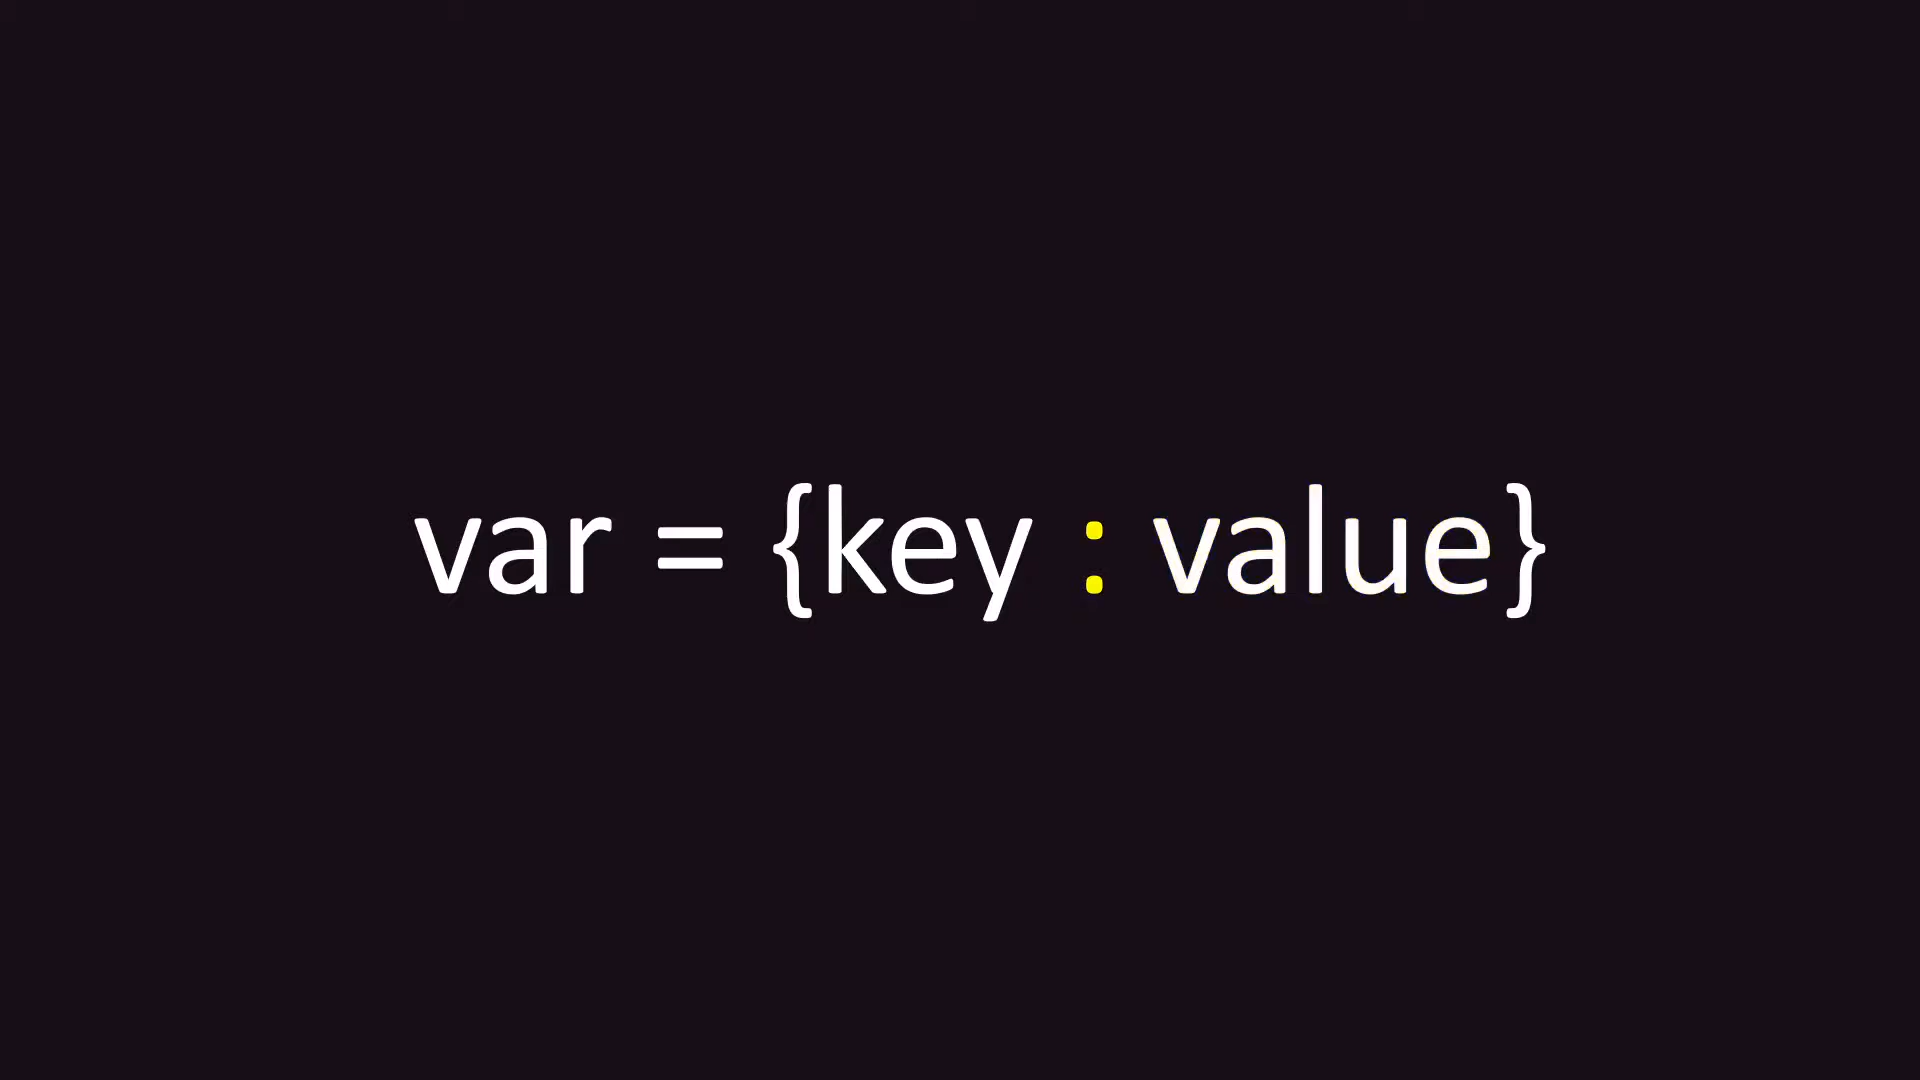 var = {key : value}